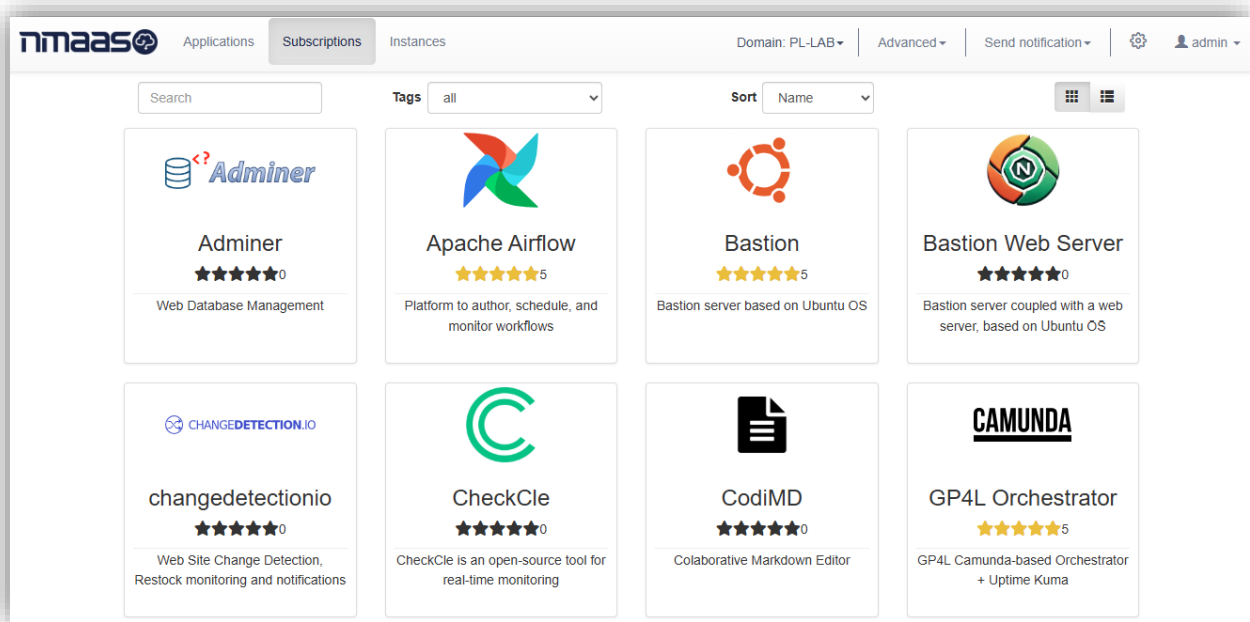 nmaas Applications Subscriptions Instances Domain: PL-LAB Advanced Send notification admin
Search Tags all Sort Name
<? Adminer N
Adminer Apache Airflow Bastion Bastion Web Server
0 5 5 0
Web Database Management Platform to author, schedule, and Bastion server based on Ubuntu OS Bastion server coupled with a web
monitor workflows server, based on Ubuntu OS
CHANGEDETECTION.IO CAMUNDA
changedetectionio CheckCle CodiMD GP4L Orchestrator
0 0 0 5
Web Site Change Detection, CheckCle is an open-source tool for Colaborative Markdown Editor GP4L Camunda-based Orchestrator
Restock monitoring and notifications real-time monitoring + Uptime Kuma